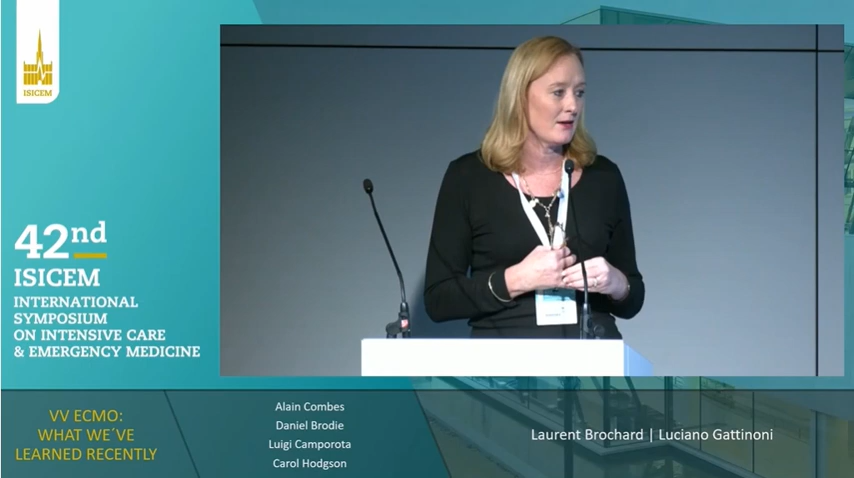 ISICEM
42nd
ISICEM
INTERNATIONAL
SYMPOSIUM
ON INTENSIVE CARE
& EMERGENCY MEDICINE
VV ECMO:
WHAT WE´VE
LEARNED RECENTLY
Alain Combes
Daniel Brodie
Luigi Camporota
Carol Hodgson
Laurent Brochard | Luciano Gattinoni